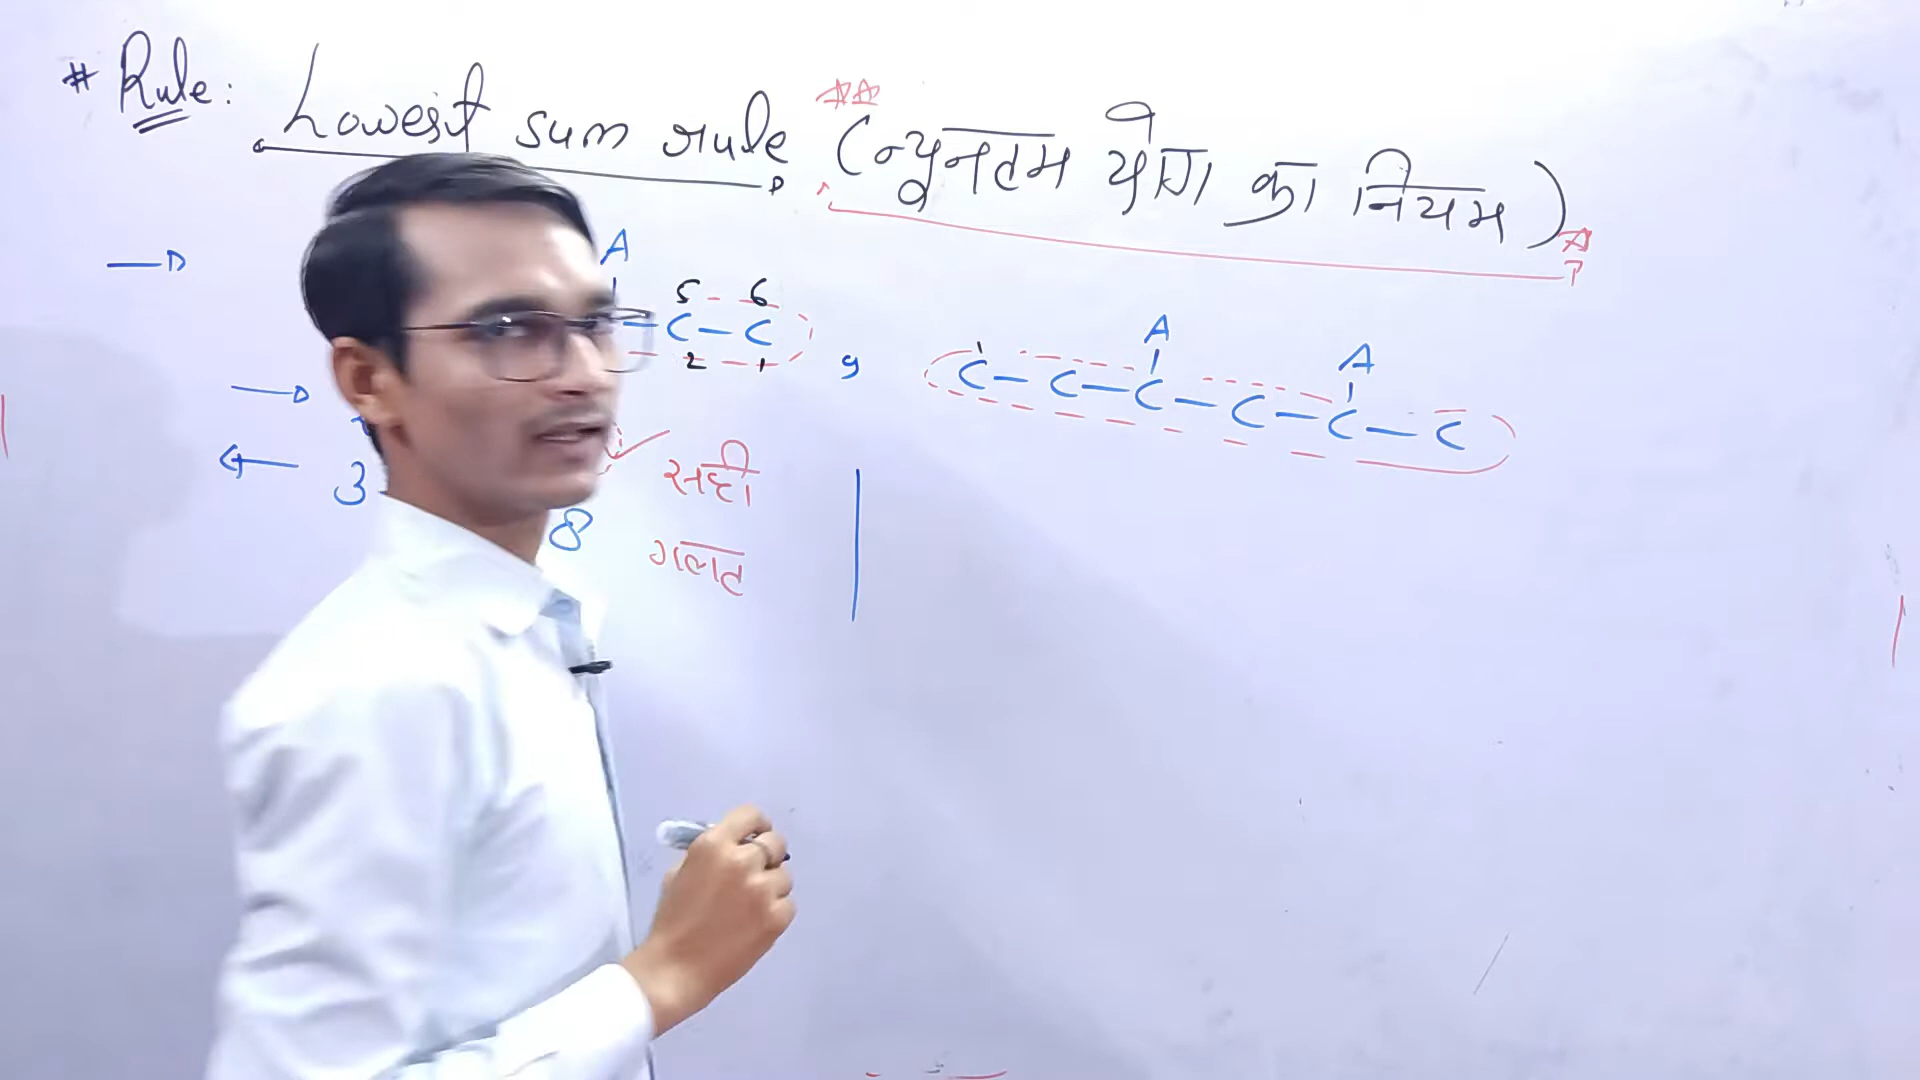 # Rule: Lowest sum rule (न्युनतम योग का नियम)
A
5 6
– C – C
2 1
,
A A
1
C – C – C – C – C – C
3
सही
8 गलत